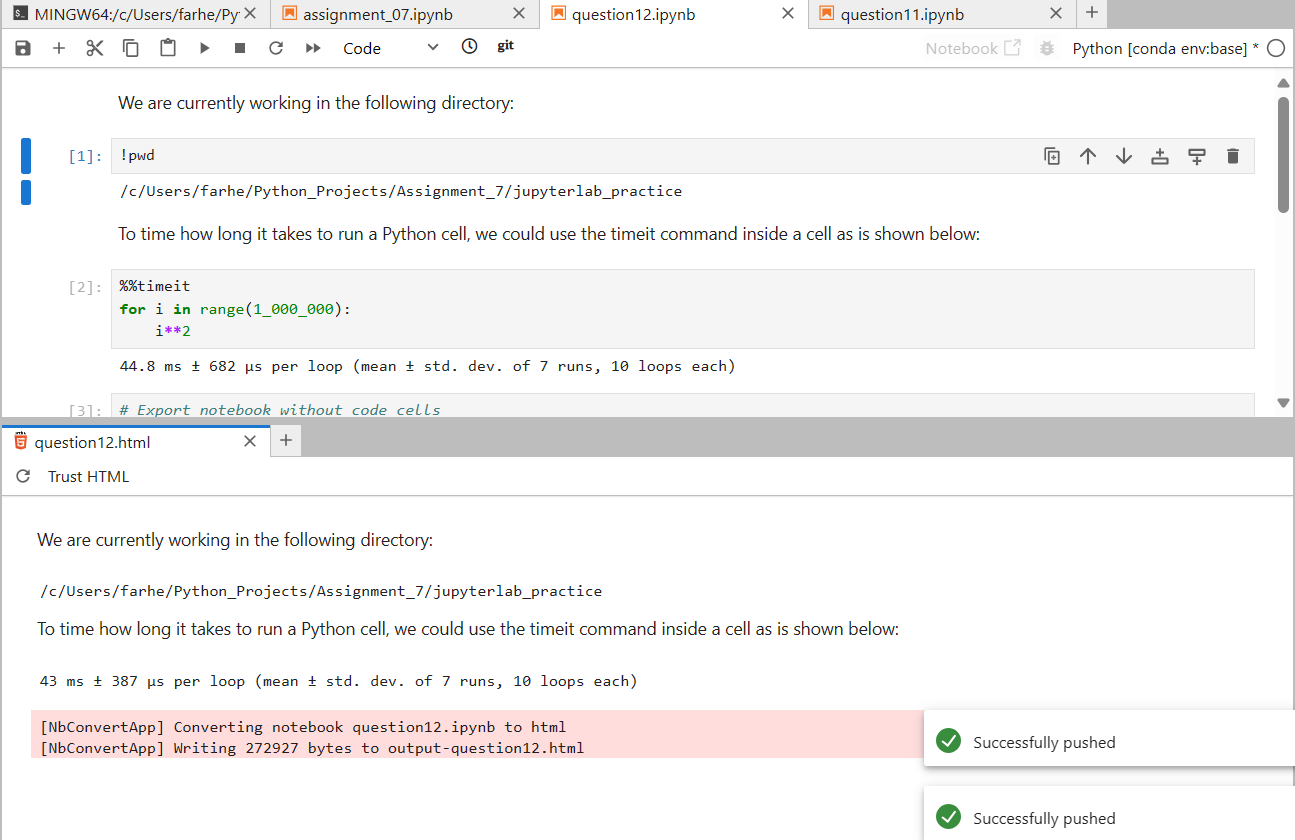 MINGW64:/c/Users/farhe/Py
assignment_07.ipynb
question12.ipynb
question11.ipynb
Code
git
Notebook
Python [conda env:base] *
We are currently working in the following directory:
[1]:
!pwd
/c/Users/farhe/Python_Projects/Assignment_7/jupyterlab_practice
To time how long it takes to run a Python cell, we could use the timeit command inside a cell as is shown below:
[2]:
%%timeit
for i in range(1_000_000):
    i**2
44.8 ms ± 682 µs per loop (mean ± std. dev. of 7 runs, 10 loops each)
[3]:
# Export notebook without code cells
question12.html
Trust HTML
We are currently working in the following directory:
/c/Users/farhe/Python_Projects/Assignment_7/jupyterlab_practice
To time how long it takes to run a Python cell, we could use the timeit command inside a cell as is shown below:
43 ms ± 387 µs per loop (mean ± std. dev. of 7 runs, 10 loops each)
[NbConvertApp] Converting notebook question12.ipynb to html
[NbConvertApp] Writing 272927 bytes to output-question12.html
Successfully pushed
Successfully pushed